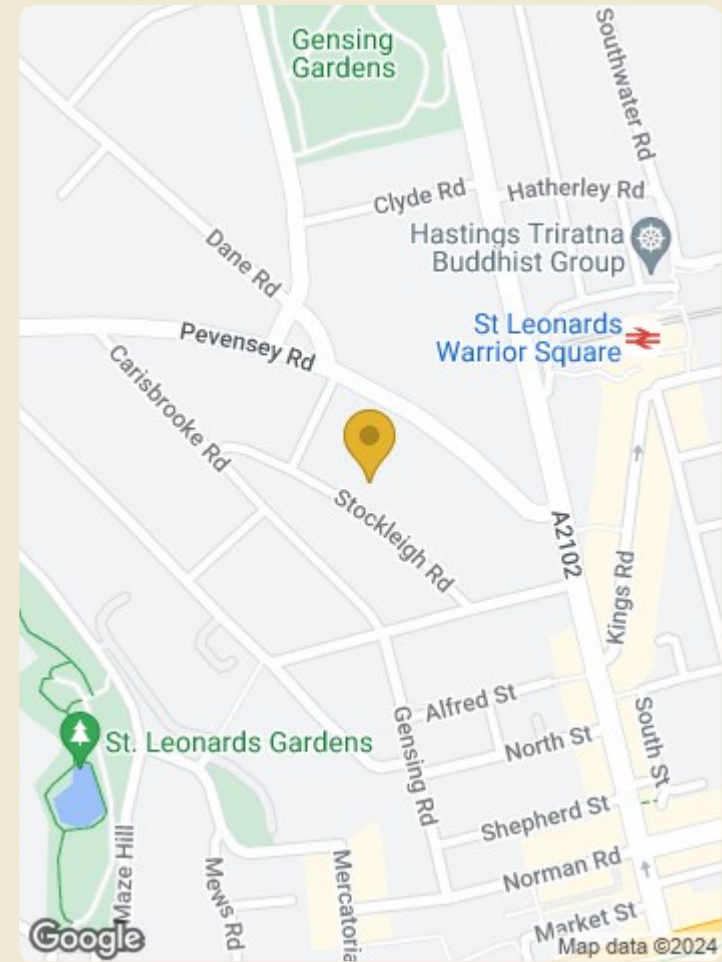 Gensing
Gardens
Southwater Rd
Clyde Rd
Hatherley Rd
Hastings Triratna
Buddhist Group
Dane Rd
St Leonards
Warrior Square
Pevensey Rd
Carisbrooke Rd
Stockleigh Rd
A2102
Kings Rd
Alfred St
Gensing Rd
South St
North St
St. Leonards Gardens
Shepherd St
Maze Hill
Mews Rd
Mercatoria
Norman Rd
Market St
Google
Map data ©2024